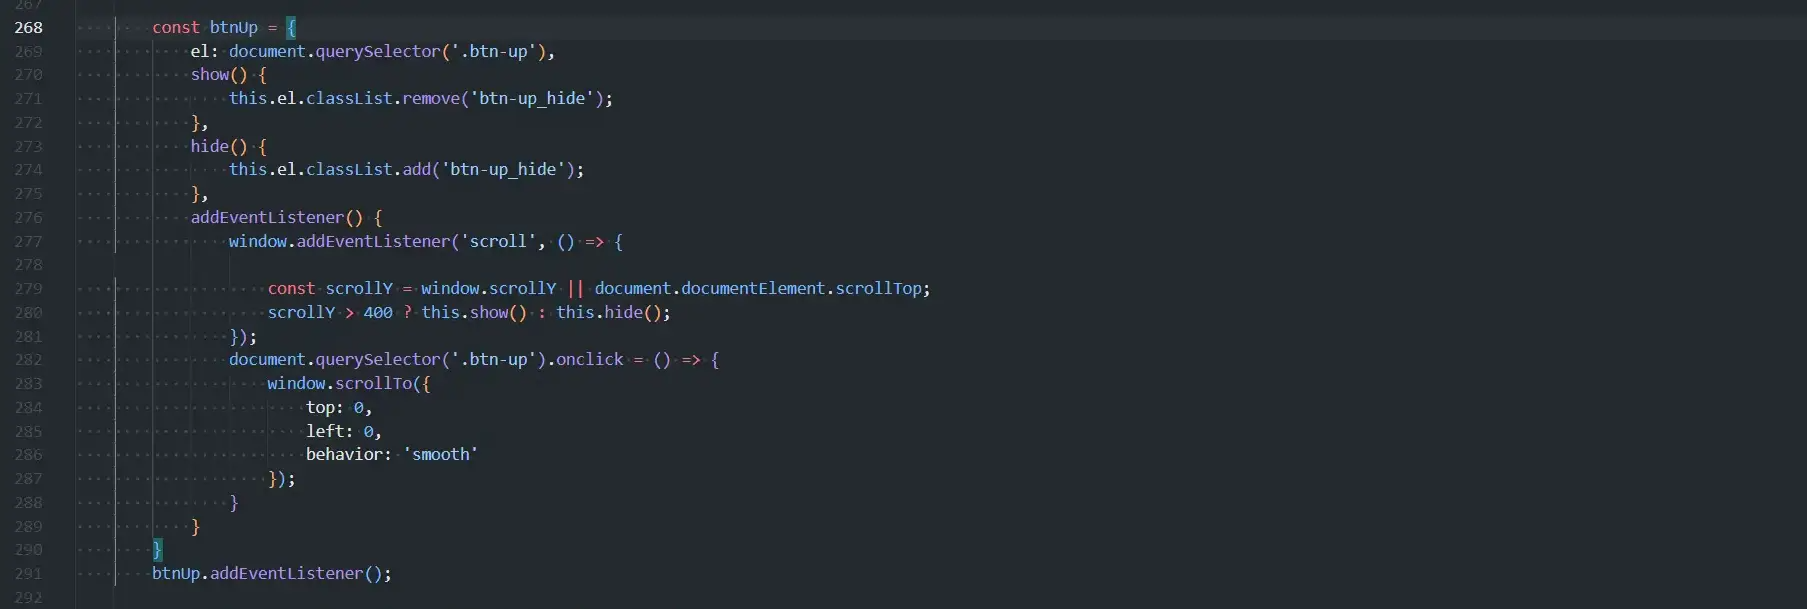 267
268 const btnUp = {
269 el: document.querySelector('.btn-up'),
270 show() {
271 this.el.classList.remove('btn-up_hide');
272 },
273 hide() {
274 this.el.classList.add('btn-up_hide');
275 },
276 addEventListener() {
277 window.addEventListener('scroll', () => {
278
279 const scrollY = window.scrollY || document.documentElement.scrollTop;
280 scrollY > 400 ? this.show() : this.hide();
281 });
282 document.querySelector('.btn-up').onclick = () => {
283 window.scrollTo({
284 top: 0,
285 left: 0,
286 behavior: 'smooth'
287 });
288 }
289 }
290 }
291 btnUp.addEventListener();
292